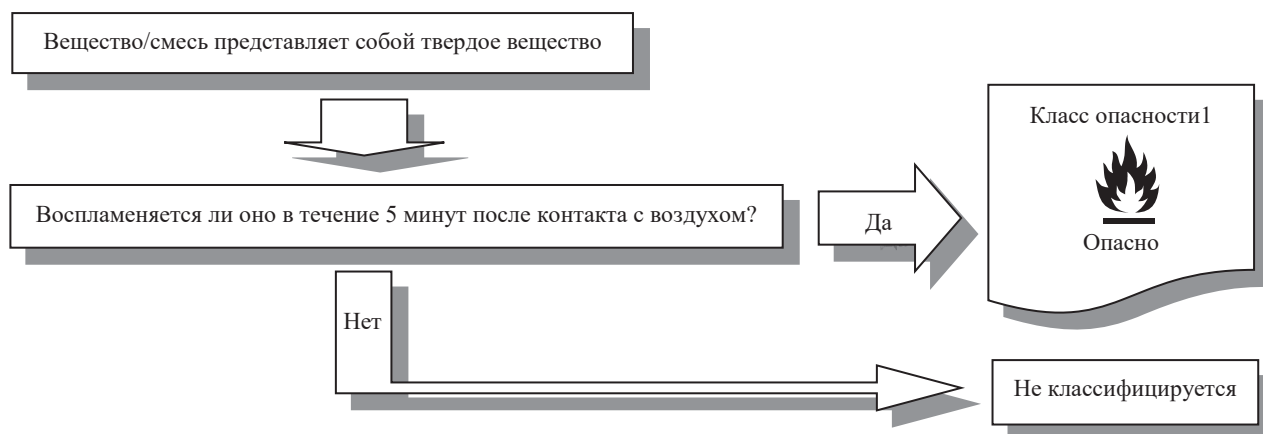 Вещество/смесь представляет собой твердое вещество
Класс опасности1
Воспламеняется ли оно в течение 5 минут после контакта с воздухом?
Да
Опасно
Нет
Не классифицируется